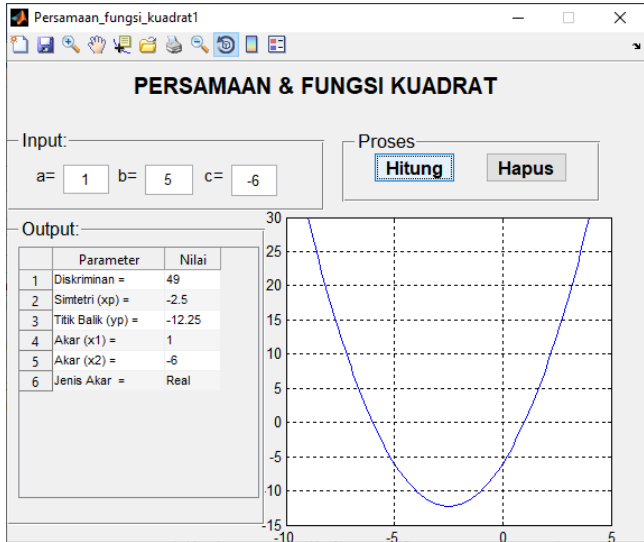 Persamaan_fungsi_kuadrat1
PERSAMAAN & FUNGSI KUADRAT
Input:
a= 1 b= 5 c= -6
Proses
Hitung Hapus
Output:
Parameter Nilai
1 Diskriminan = 49
2 Simtetri (xp) = -2.5
3 Titik Balik (yp) = -12.25
4 Akar (x1) = 1
5 Akar (x2) = -6
6 Jenis Akar = Real
30
25
20
15
10
5
0
-5
-10
-15
-10 -5 0 5